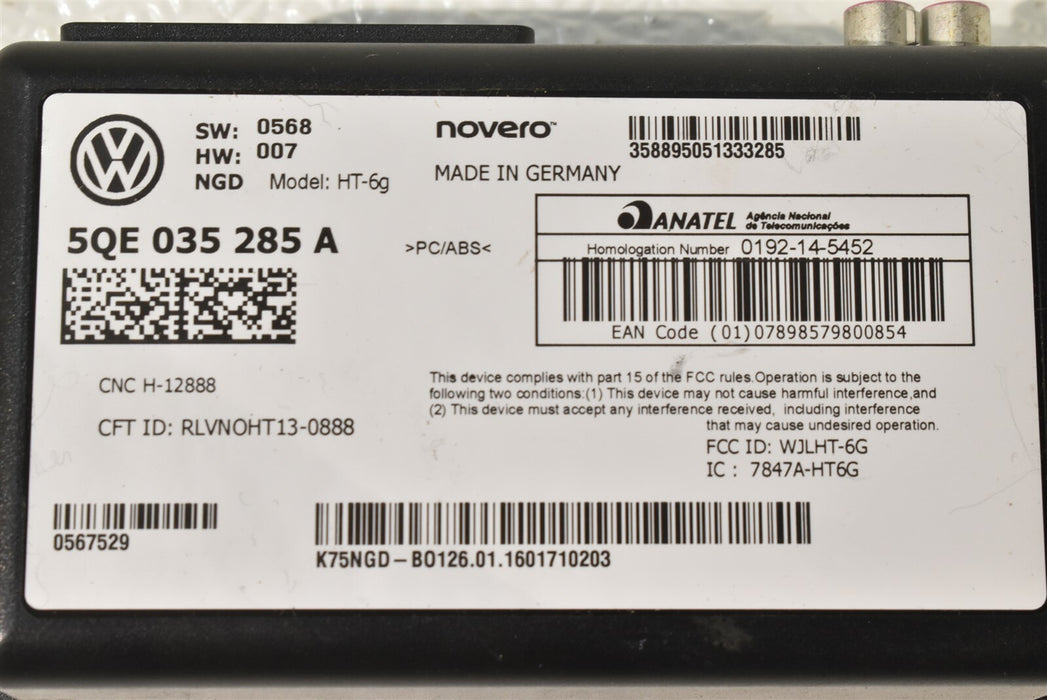 SW: 0568
HW: 007
NGD Model: HT-6g
novero™
MADE IN GERMANY
358895051333285
5QE 035 285 A
>PC/ABS<
ANATEL Agência Nacional
de Telecomunicações
Homologation Number 0192-14-5452
EAN Code (01)07898579800854
CNC H-12888
CFT ID: RLVNOHT13-0888
This device complies with part 15 of the FCC rules.Operation is subject to the
following two conditions:(1) This device may not cause harmful interference,and
(2) This device must accept any interference received, including interference
that may cause undesired operation.
FCC ID: WJLHT-6G
IC : 7847A-HT6G
0567529
K75NGD-BO126.01.1601710203